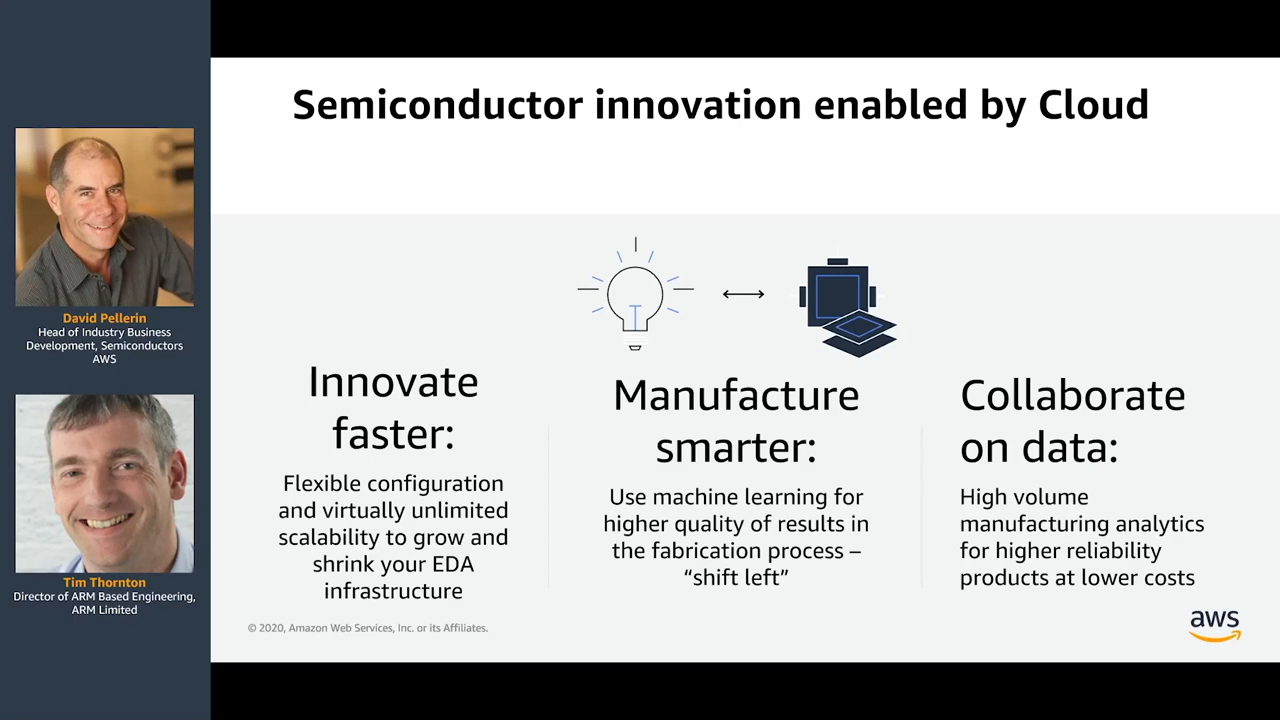 David Pellerin
Head of Industry Business
Development, Semiconductors
AWS
Tim Thornton
Director of ARM Based Engineering,
ARM Limited
Semiconductor innovation enabled by Cloud
Innovate
faster:
Flexible configuration
and virtually unlimited
scalability to grow and
shrink your EDA
infrastructure
Manufacture
smarter:
Use machine learning for
higher quality of results in
the fabrication process –
“shift left”
Collaborate
on data:
High volume
manufacturing analytics
for higher reliability
products at lower costs
© 2020, Amazon Web Services, Inc. or its Affiliates.
aws